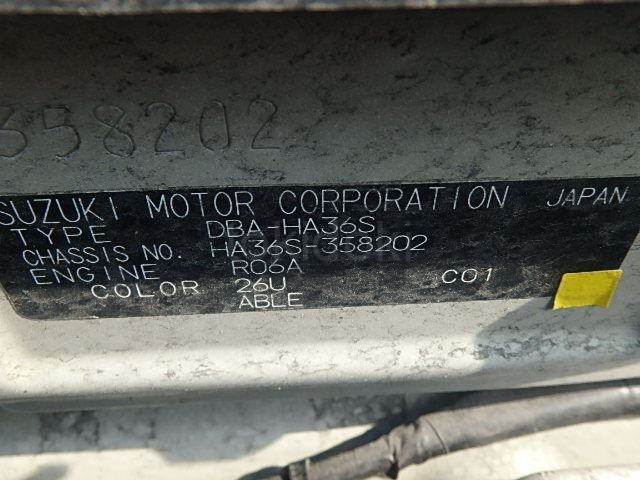 358202
SUZUKI MOTOR CORPORATION JAPAN
TYPE DBA-HA36S
CHASSIS NO. HA36S-358202
ENGINE R06A
COLOR 26U C01
ABLE